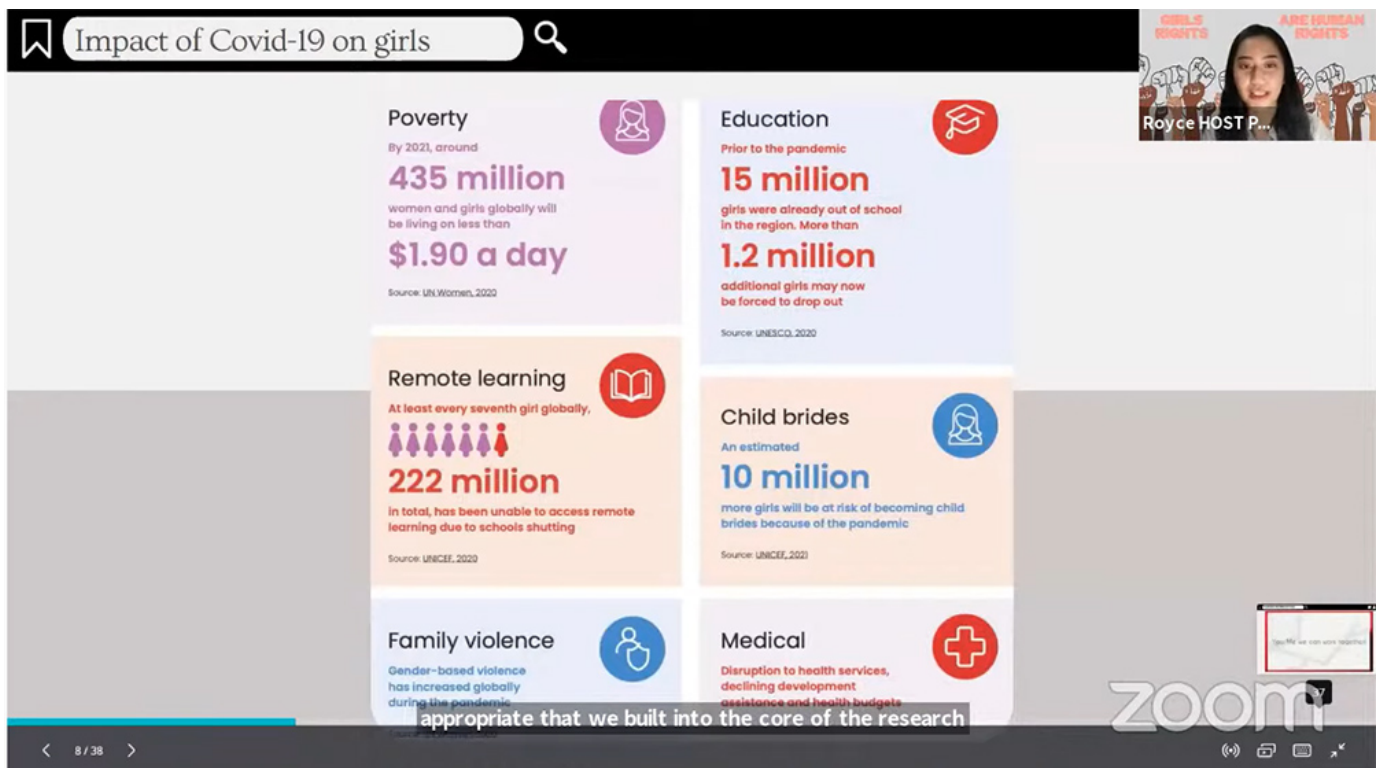 Impact of Covid-19 on girls
GIRLS
RIGHTS
ARE HUMAN
RIGHTS
Royce HOST P...
Poverty
By 2021, around
435 million
women and girls globally will
be living on less than
$1.90 a day
Source: UN Women, 2020
Education
Prior to the pandemic
15 million
girls were already out of school
in the region. More than
1.2 million
additional girls may now
be forced to drop out
Source: UNESCO, 2020
Remote learning
At least every seventh girl globally,
222 million
in total, has been unable to access remote
learning due to schools shutting
Source: UNICEF, 2020
Child brides
An estimated
10 million
more girls will be at risk of becoming child
brides because of the pandemic
Source: UNICEF, 2021
Family violence
Gender-based violence
has increased globally
during the pandemic
Medical
Disruption to health services,
declining development
assistance and health budgets
appropriate that we built into the core of the research
zoom
37
8 / 38